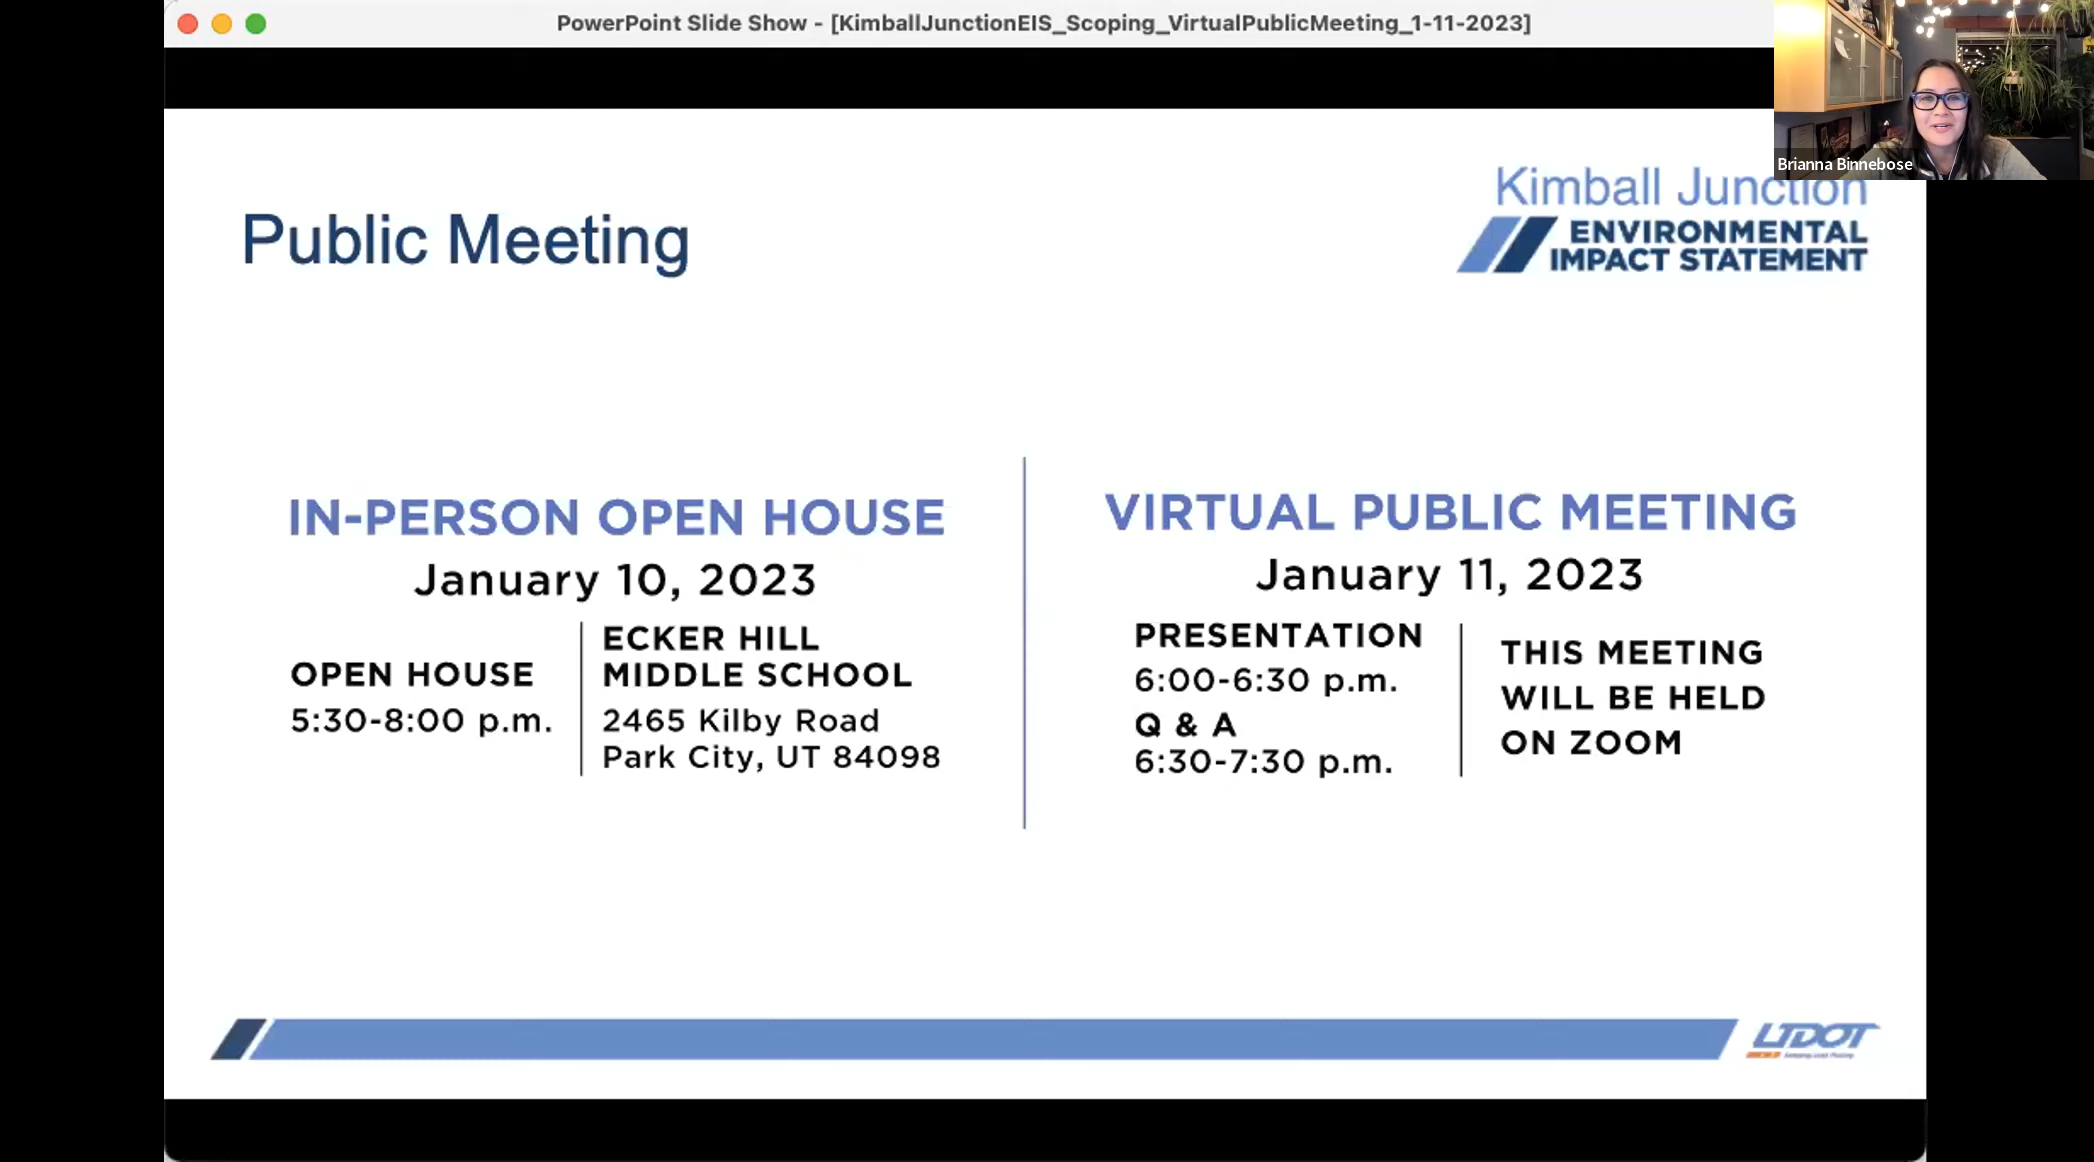 PowerPoint Slide Show - [KimballJunctionEIS_Scoping_VirtualPublicMeeting_1-11-2023]
Brianna Binnebose
Kimball Junction
ENVIRONMENTAL
IMPACT STATEMENT
Public Meeting
IN-PERSON OPEN HOUSE
January 10, 2023
OPEN HOUSE
5:30-8:00 p.m.
ECKER HILL
MIDDLE SCHOOL
2465 Kilby Road
Park City, UT 84098
VIRTUAL PUBLIC MEETING
January 11, 2023
PRESENTATION
6:00-6:30 p.m.
Q & A
6:30-7:30 p.m.
THIS MEETING
WILL BE HELD
ON ZOOM
UDOT